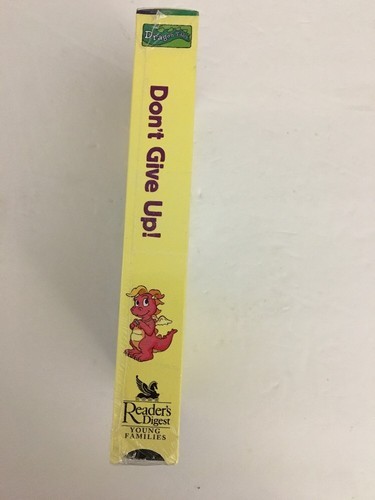 Dragon Tales
Don't Give Up!
Reader's
Digest
YOUNG
FAMILIES